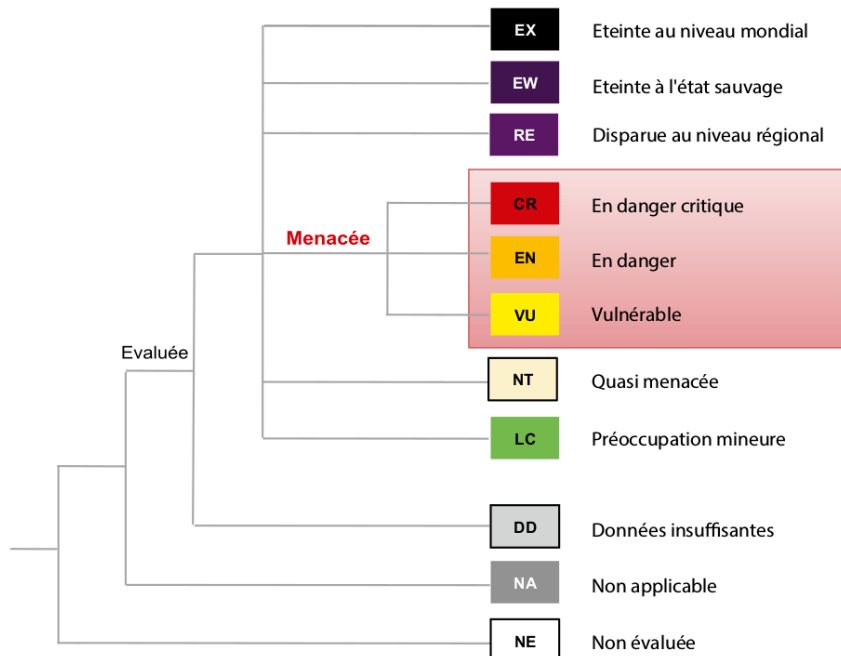 EX Eteinte au niveau mondial
EW Eteinte à l'état sauvage
RE Disparue au niveau régional
CR En danger critique
Menacée
EN En danger
VU Vulnérable
Evaluée
NT Quasi menacée
LC Préoccupation mineure
DD Données insuffisantes
NA Non applicable
NE Non évaluée